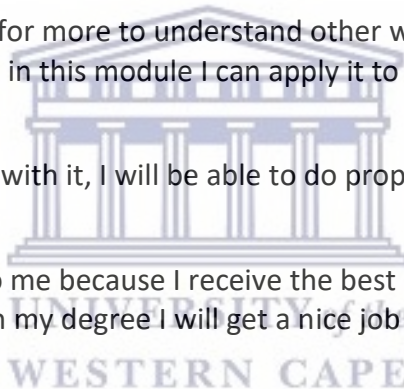 for more to understand other w
in this module I can apply it to
with it, I will be able to do prop
o me because I receive the best
UNIVERSITY of the
n my degree I will get a nice job
WESTERN CAPE